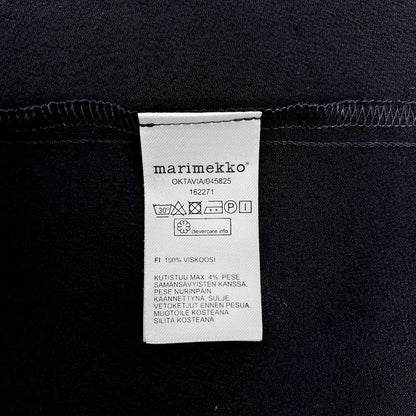 marimekko
OKTAVIA/045825
162271
30° P
clevercare.info
FI 100% VISKOOSI
KUTISTUU MAX. 4%. PESE
SAMANSÄVYISTEN KANSSA.
PESE NURINPÄIN
KÄÄNNETTYNÄ. SULJE
VETOKETJUT ENNEN PESUA.
MUOTOILE KOSTEANA.
SILITÄ KOSTEANA